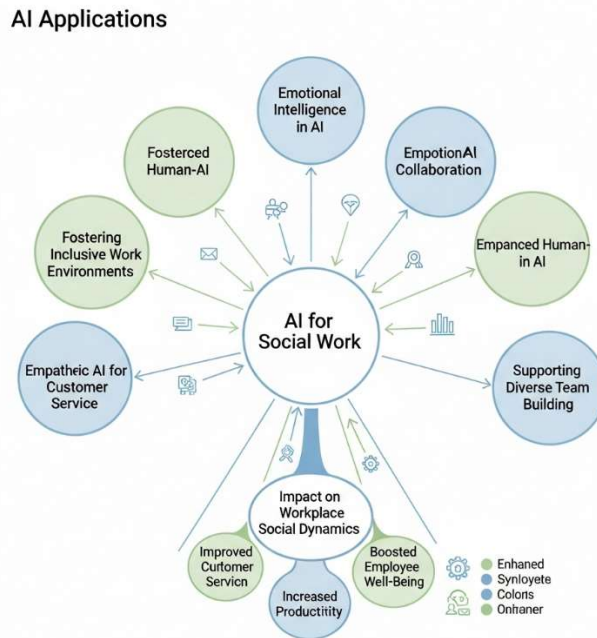 AI Applications
Emotional
Intelligence
in AI
Fosterced
Human-AI
EmpotionAI
Collaboration
Fostering
Inclusive Work
Environments
Empanced Human-
in AI
AI for
Social Work
Empatheic AI for
Customer
Service
Supporting
Diverse Team
Building
Impact on
Workplace
Social Dynamics
Improved
Curtomer
Servicn
Boosted
Employee
Well-Being
Increased
Productitity
Enhaned
Synloyete
Coloris
Onhaner